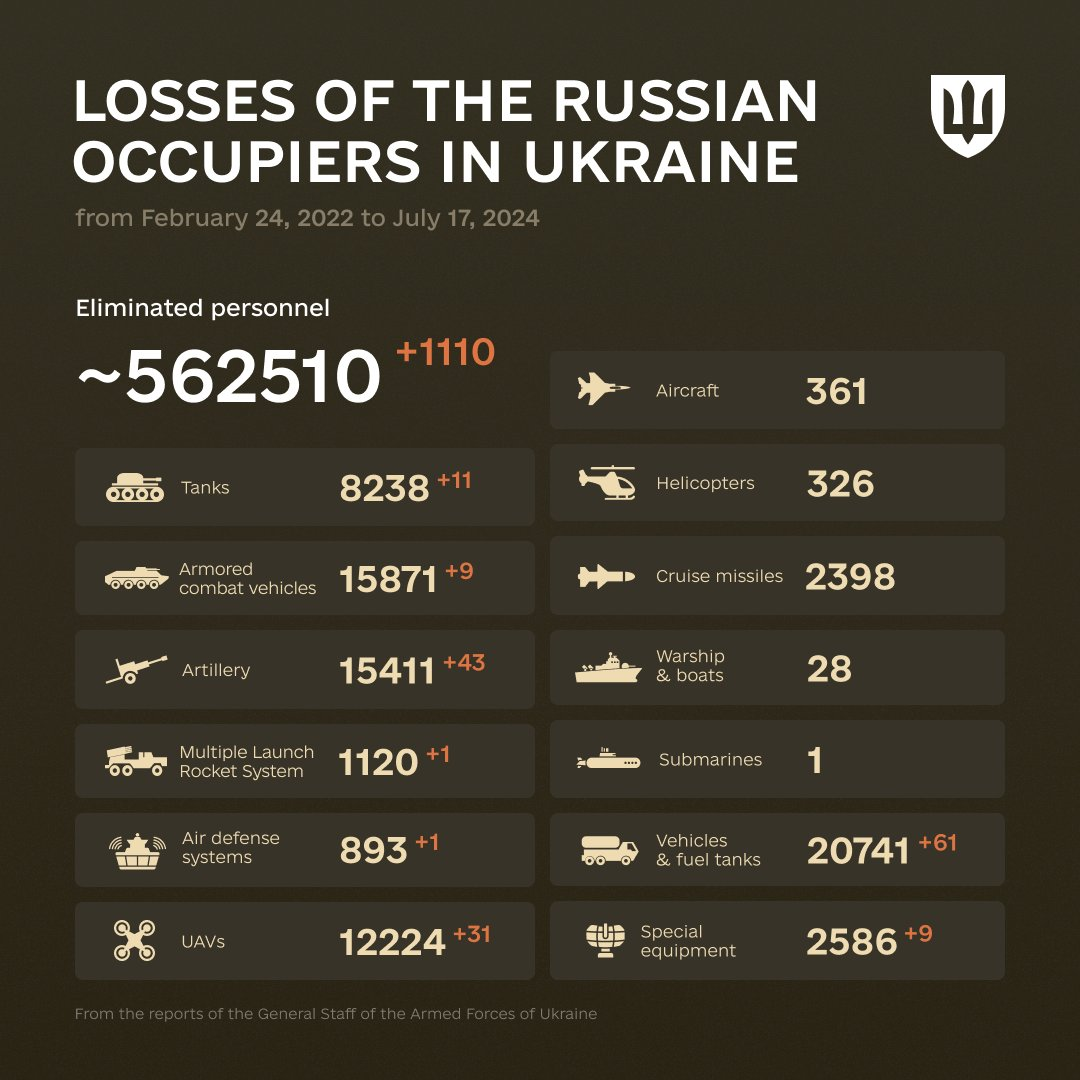 LOSSES OF THE RUSSIAN
OCCUPIERS IN UKRAINE
from February 24, 2022 to July 17, 2024
Eliminated personnel
~562510 +1110
Tanks 8238 +11
Armored
combat vehicles 15871 +9
Artillery 15411 +43
Multiple Launch
Rocket System 1120 +1
Air defense
systems 893 +1
UAVs 12224 +31
Aircraft 361
Helicopters 326
Cruise missiles 2398
Warship
& boats 28
Submarines 1
Vehicles
& fuel tanks 20741 +61
Special
equipment 2586 +9
From the reports of the General Staff of the Armed Forces of Ukraine